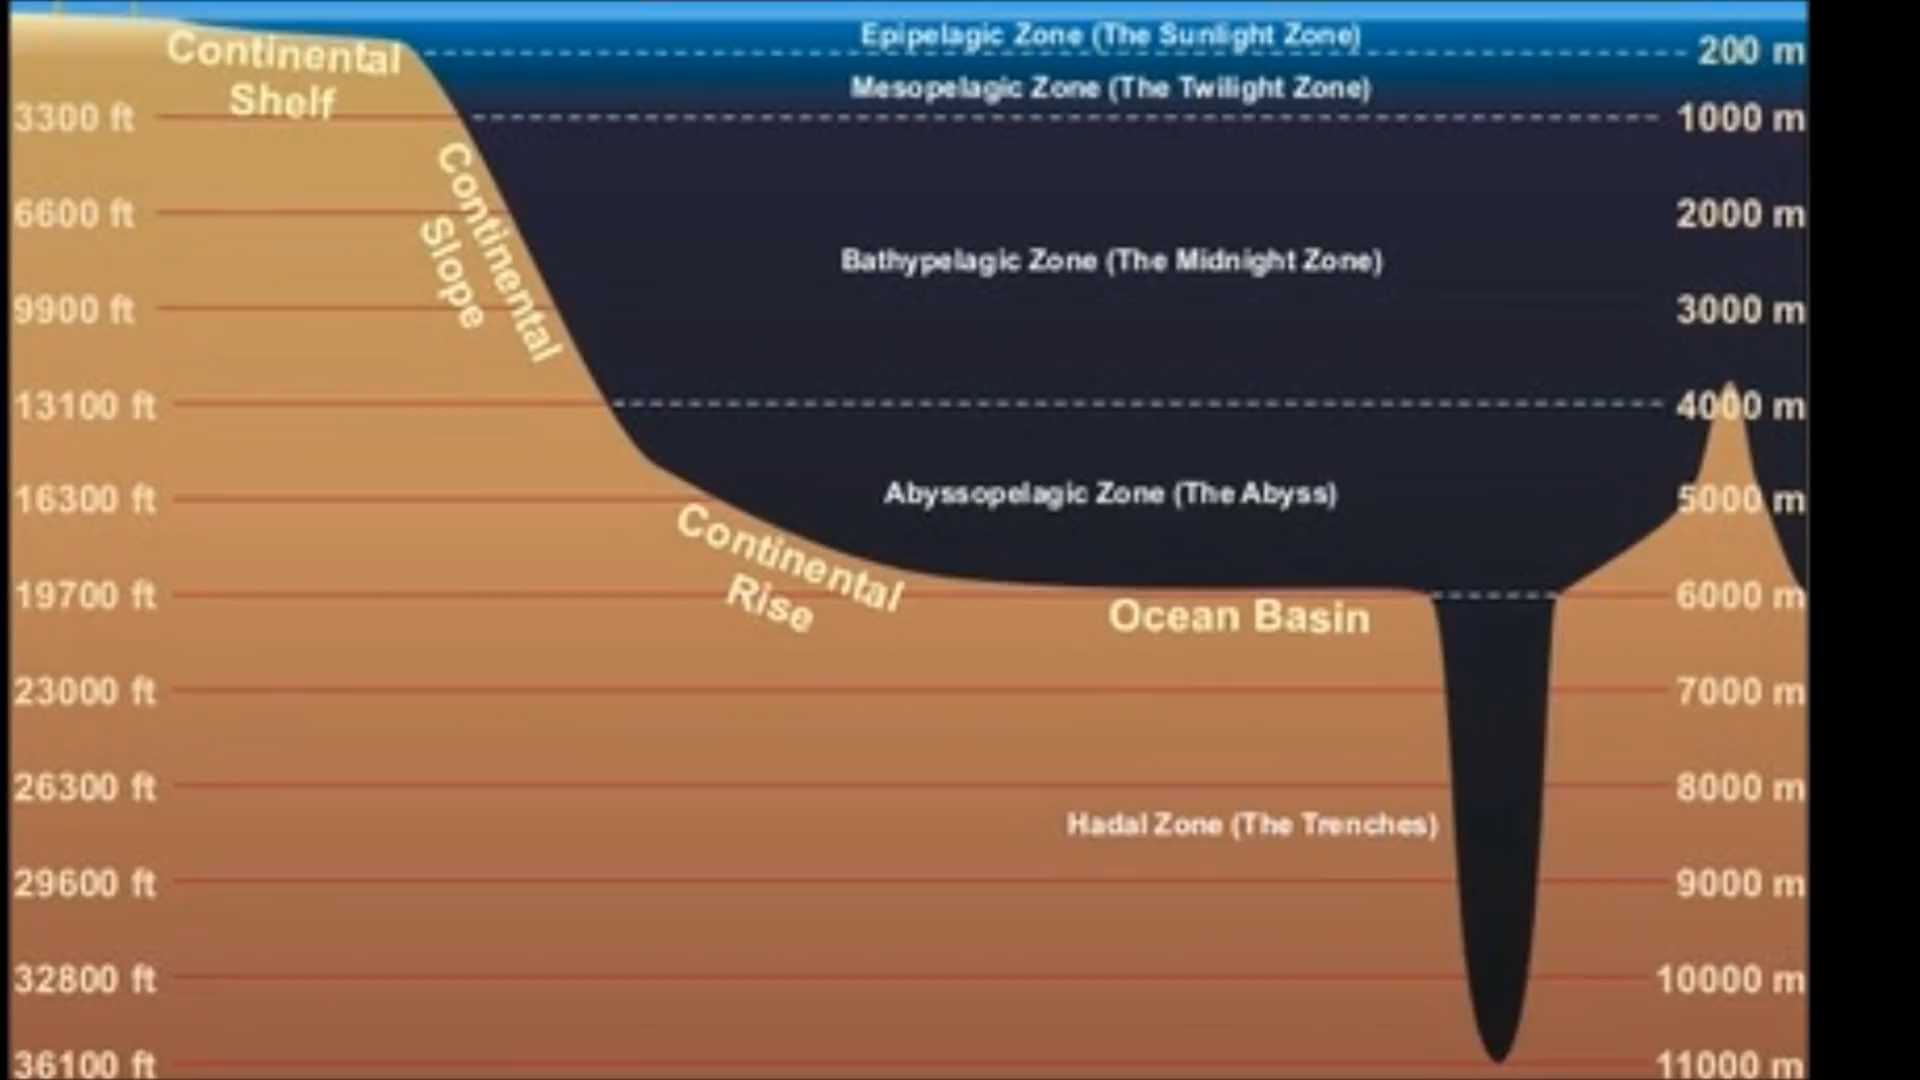 Epipelagic Zone (The Sunlight Zone)
200 m
Continental
Shelf
Mesopelagic Zone (The Twilight Zone)
3300 ft
1000 m
Continental
Slope
6600 ft
2000 m
Bathypelagic Zone (The Midnight Zone)
9900 ft
3000 m
13100 ft
4000 m
Abyssopelagic Zone (The Abyss)
16300 ft
5000 m
Continental
Rise
19700 ft
6000 m
Ocean Basin
23000 ft
7000 m
26300 ft
8000 m
Hadal Zone (The Trenches)
29600 ft
9000 m
32800 ft
10000 m
36100 ft
11000 m